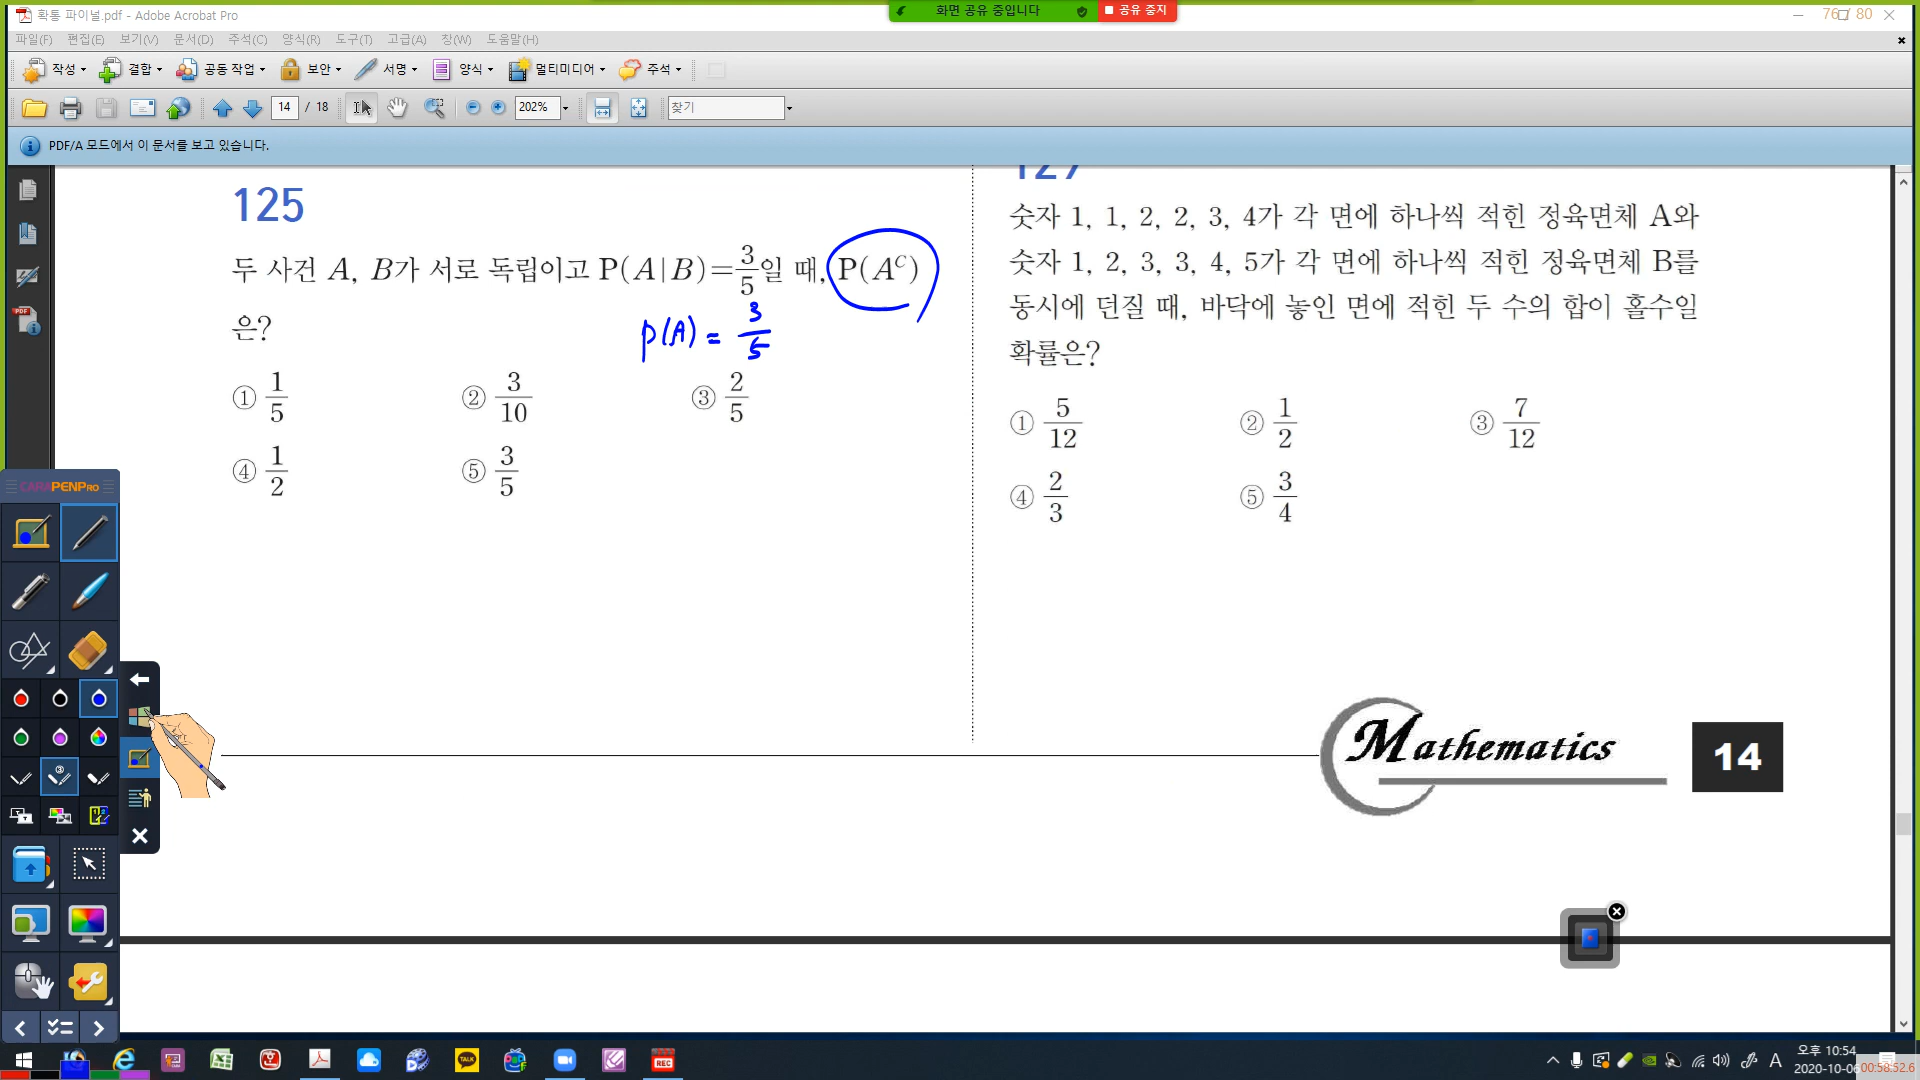 확통 파이널.pdf - Adobe Acrobat Pro
화면 공유 중입니다
공유 중지
76 / 80
파일(F) 편집(E) 보기(V) 문서(D) 주석(C) 양식(R) 도구(T) 고급(A) 창(W) 도움말(H)
작성 결합 공동 작업 보안 서명 양식 멀티미디어 주석
14 / 18 202% 찾기
PDF/A 모드에서 이 문서를 보고 있습니다.
125
두 사건 A, B가 서로 독립이고 P(A|B)=3/5일 때, P(A^C)
은?
p(A) = 3/5
① 1/5 ② 3/10 ③ 2/5
④ 1/2 ⑤ 3/5
127
숫자 1, 1, 2, 2, 3, 4가 각 면에 하나씩 적힌 정육면체 A와
숫자 1, 2, 3, 3, 4, 5가 각 면에 하나씩 적힌 정육면체 B를
동시에 던질 때, 바닥에 놓인 면에 적힌 두 수의 합이 홀수일
확률은?
① 5/12 ② 1/2 ③ 7/12
④ 2/3 ⑤ 3/4
Mathematics
14
CARAPENPRO
TALK
REC
A
오후 10:54
2020-10-06
00:58:52.6